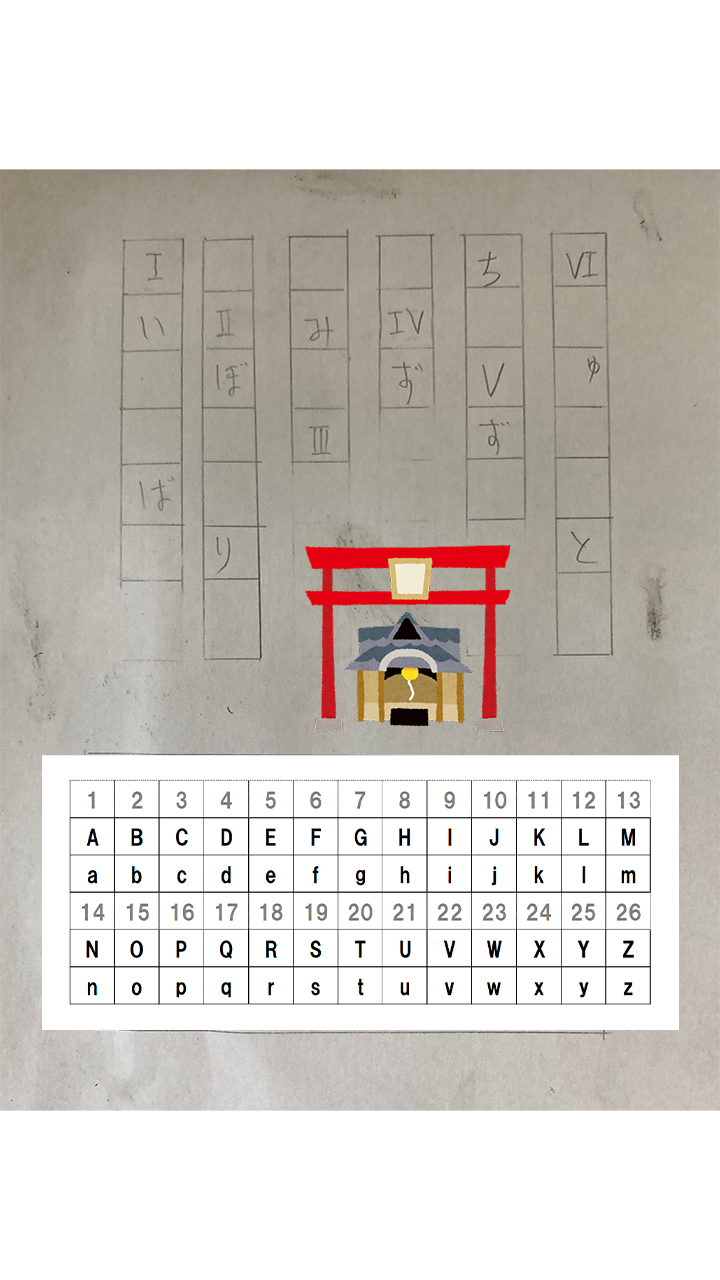 Ⅰ い ば
Ⅱ ぼ り
み Ⅲ
Ⅳ ず
ち Ⅴ ず
Ⅵ ゅ と
1 2 3 4 5 6 7 8 9 10 11 12 13
A B C D E F G H I J K L M
a b c d e f g h i j k l m
14 15 16 17 18 19 20 21 22 23 24 25 26
N O P Q R S T U V W X Y Z
n o p q r s t u v w x y z